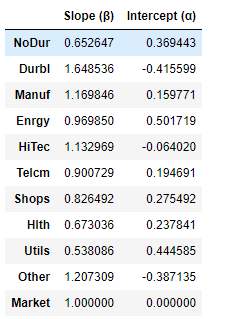 Slope (β) Intercept (α)
NoDur 0.652647 0.369443
Durbl 1.648536 -0.415599
Manuf 1.169846 0.159771
Enrgy 0.969850 0.501719
HiTec 1.132969 -0.064020
Telcm 0.900729 0.194691
Shops 0.826492 0.275492
Hlth 0.673036 0.237841
Utils 0.538086 0.444585
Other 1.207309 -0.387135
Market 1.000000 0.000000